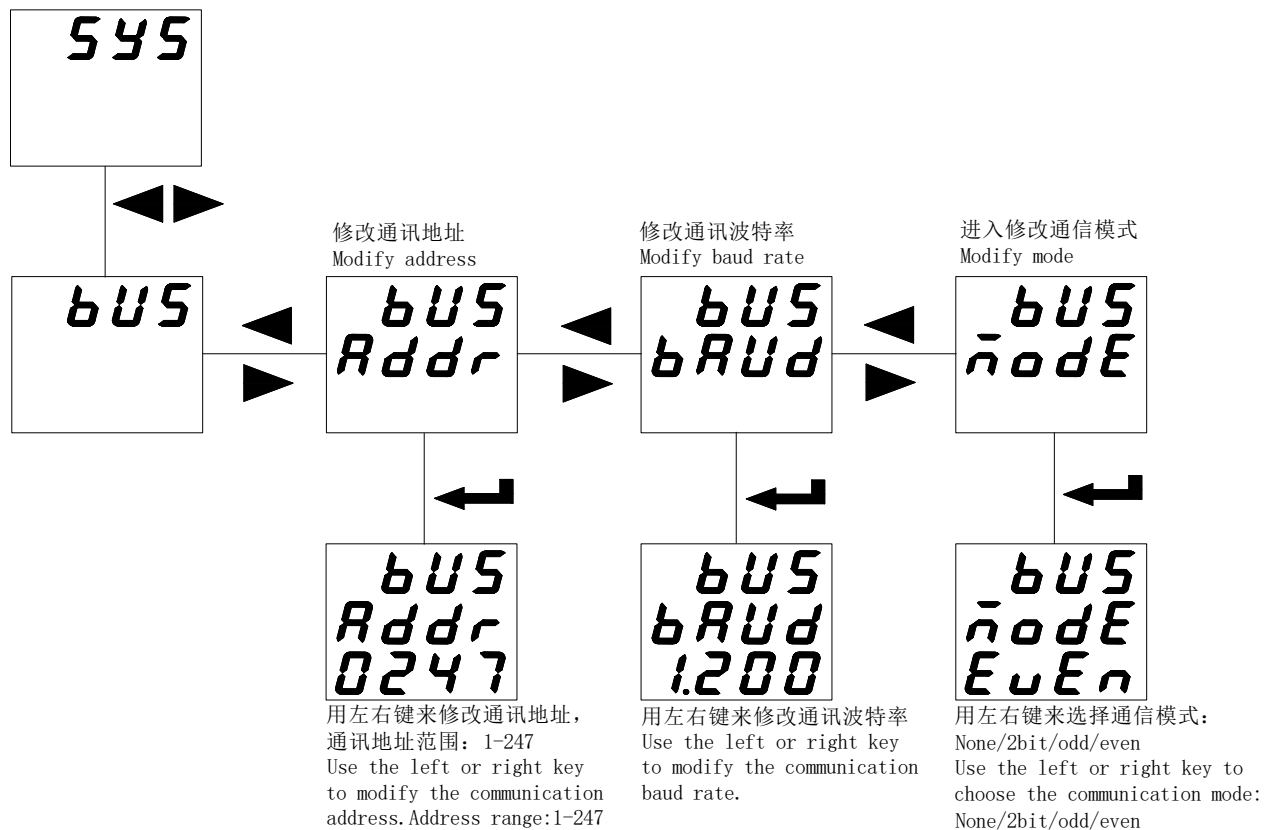 SYS
修改通讯地址
Modify address
修改通讯波特率
Modify baud rate
进入修改通信模式
Modify mode
bUS
bUS
Addr
bUS
bAUd
bUS
n̄odE
bUS
Addr
0247
bUS
bAUd
1.200
bUS
n̄odE
EvEn
用左右键来修改通讯地址,
通讯地址范围: 1-247
Use the left or right key
to modify the communication
address.Address range:1-247
用左右键来修改通讯波特率
Use the left or right key
to modify the communication
baud rate.
用左右键来选择通信模式:
None/2bit/odd/even
Use the left or right key to
choose the communication mode:
None/2bit/odd/even